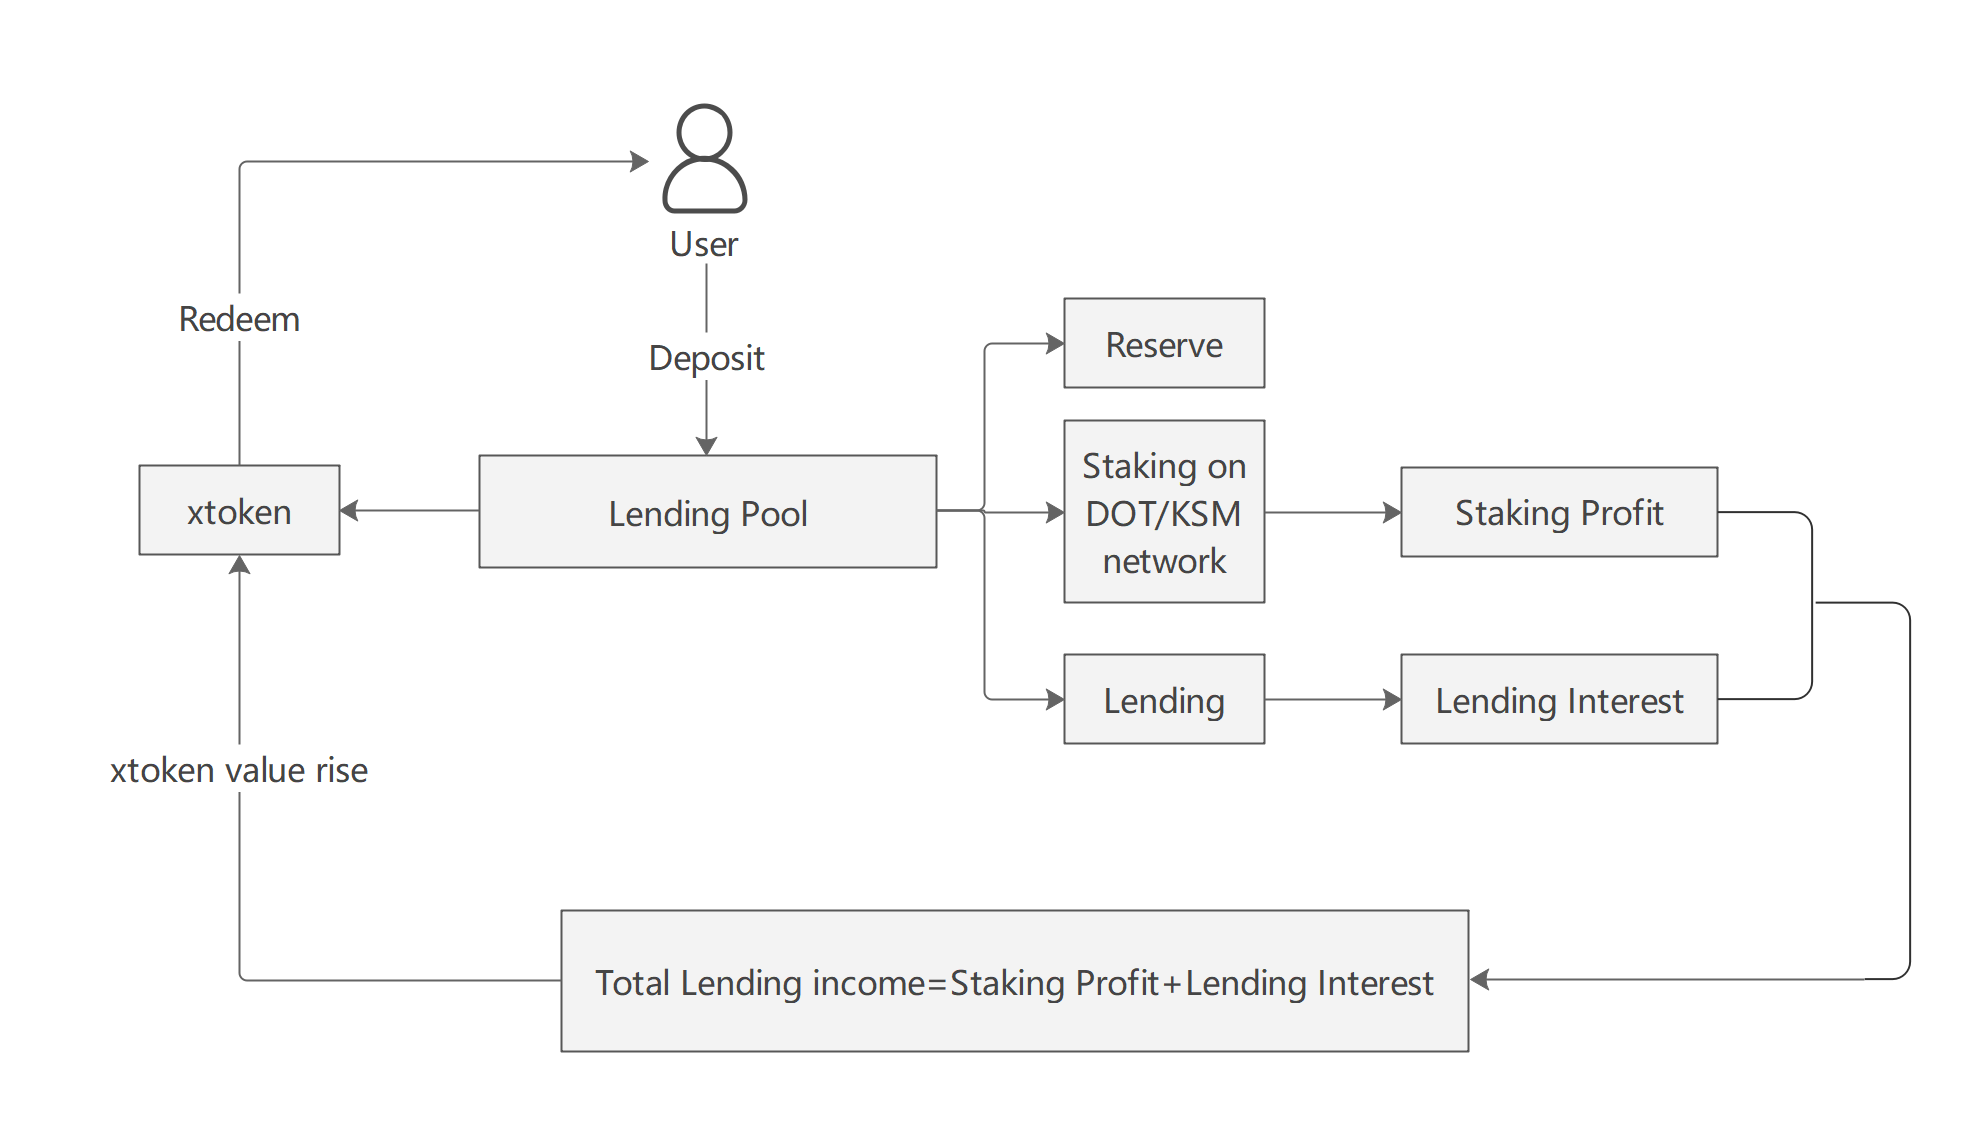 User
Redeem
Deposit
Reserve
Staking on
DOT/KSM
network
xtoken
Lending Pool
Staking Profit
Lending
Lending Interest
xtoken value rise
Total Lending income=Staking Profit+Lending Interest